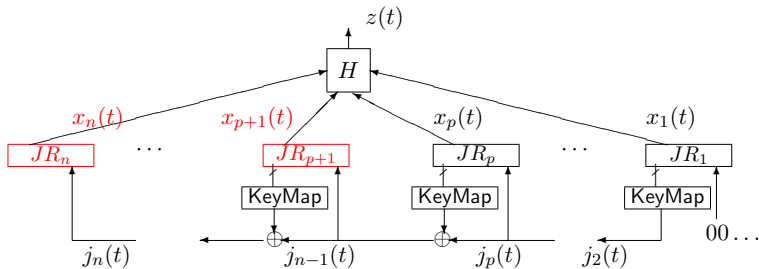 z(t)
H
x_n(t) x_{p+1}(t) x_p(t) x_1(t)
JR_n ⋯ JR_{p+1} JR_p ⋯ JR_1
KeyMap KeyMap KeyMap
00…
j_n(t) j_{n−1}(t) j_p(t) j_2(t)